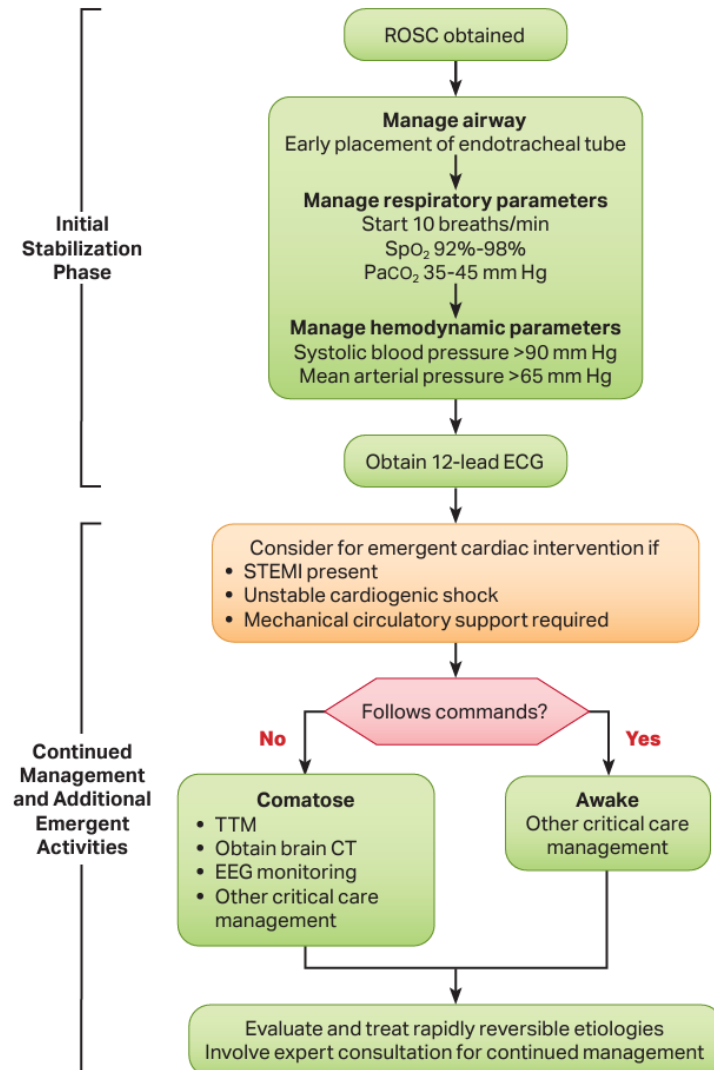 ROSC obtained
Manage airway
Early placement of endotracheal tube
Manage respiratory parameters
Start 10 breaths/min
SpO₂ 92%-98%
PaCO₂ 35-45 mm Hg
Manage hemodynamic parameters
Systolic blood pressure >90 mm Hg
Mean arterial pressure >65 mm Hg
Initial
Stabilization
Phase
Obtain 12-lead ECG
Consider for emergent cardiac intervention if
• STEMI present
• Unstable cardiogenic shock
• Mechanical circulatory support required
Follows commands?
No
Yes
Continued
Management
and Additional
Emergent
Activities
Comatose
• TTM
• Obtain brain CT
• EEG monitoring
• Other critical care
management
Awake
Other critical care
management
Evaluate and treat rapidly reversible etiologies
Involve expert consultation for continued management